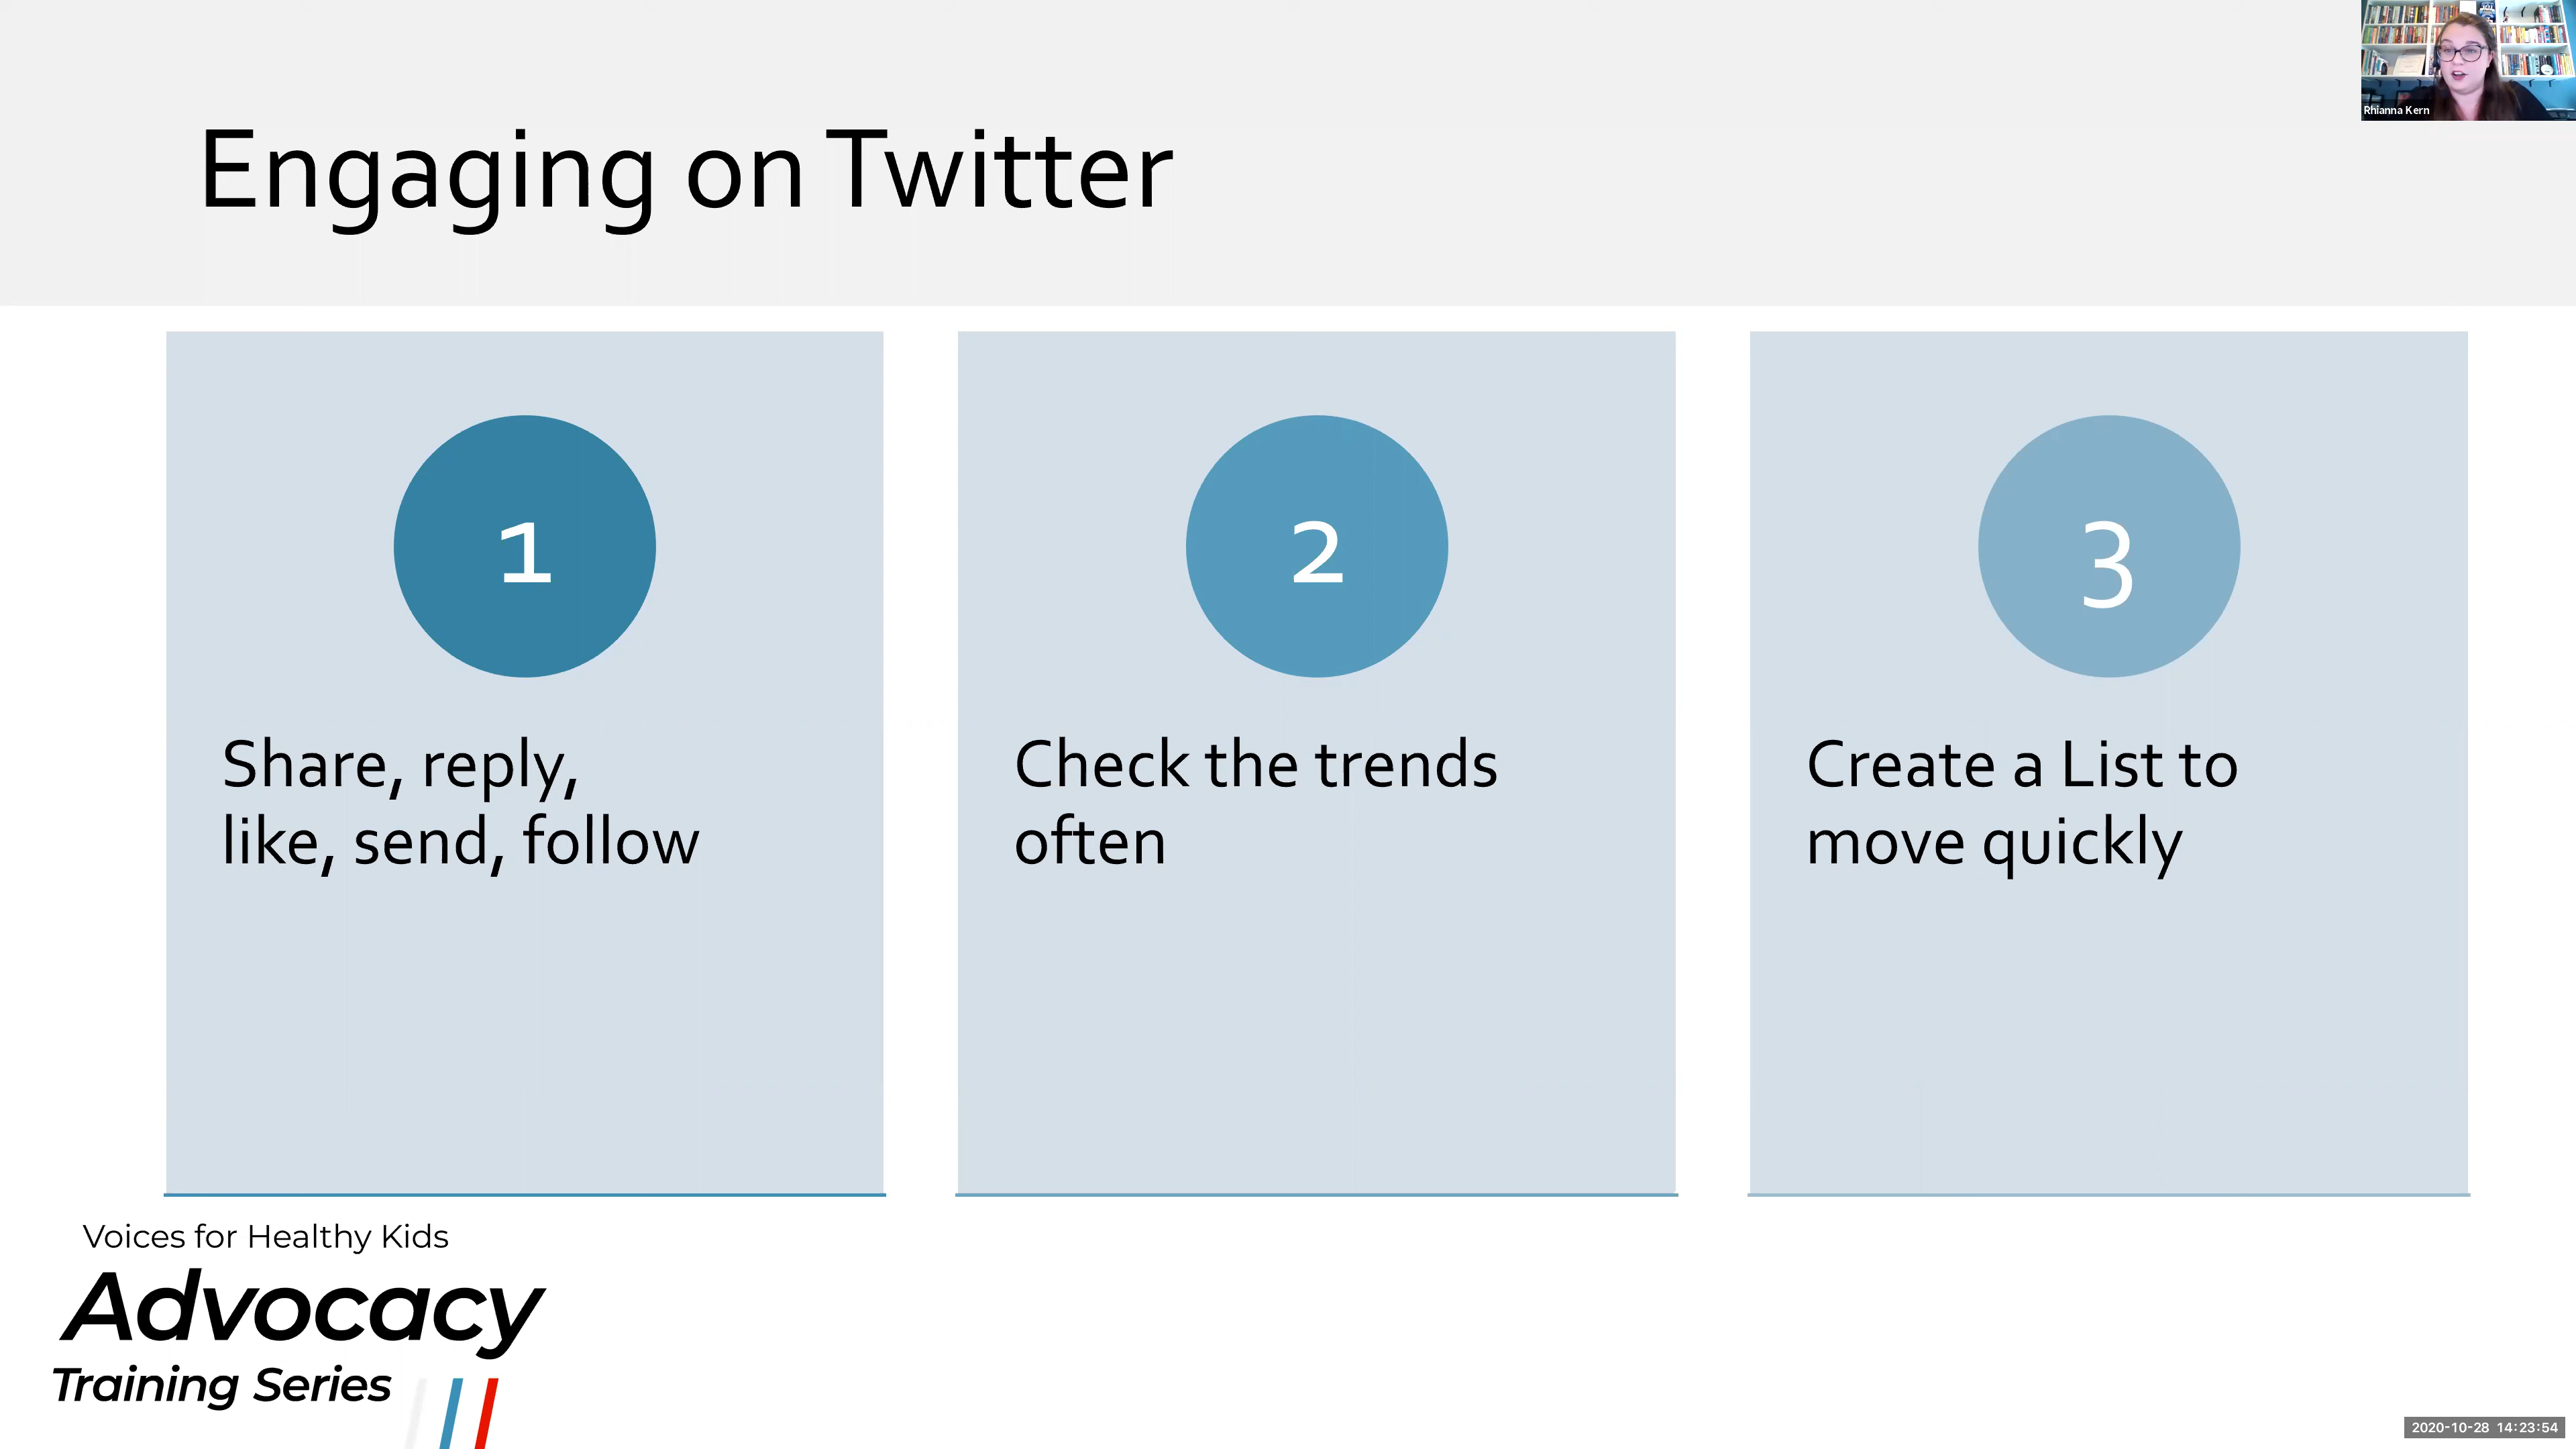 Rhianna Kern
Engaging on Twitter
1
Share, reply,
like, send, follow
2
Check the trends
often
3
Create a List to
move quickly
Voices for Healthy Kids
Advocacy
Training Series
2020-10-28 14:23:54